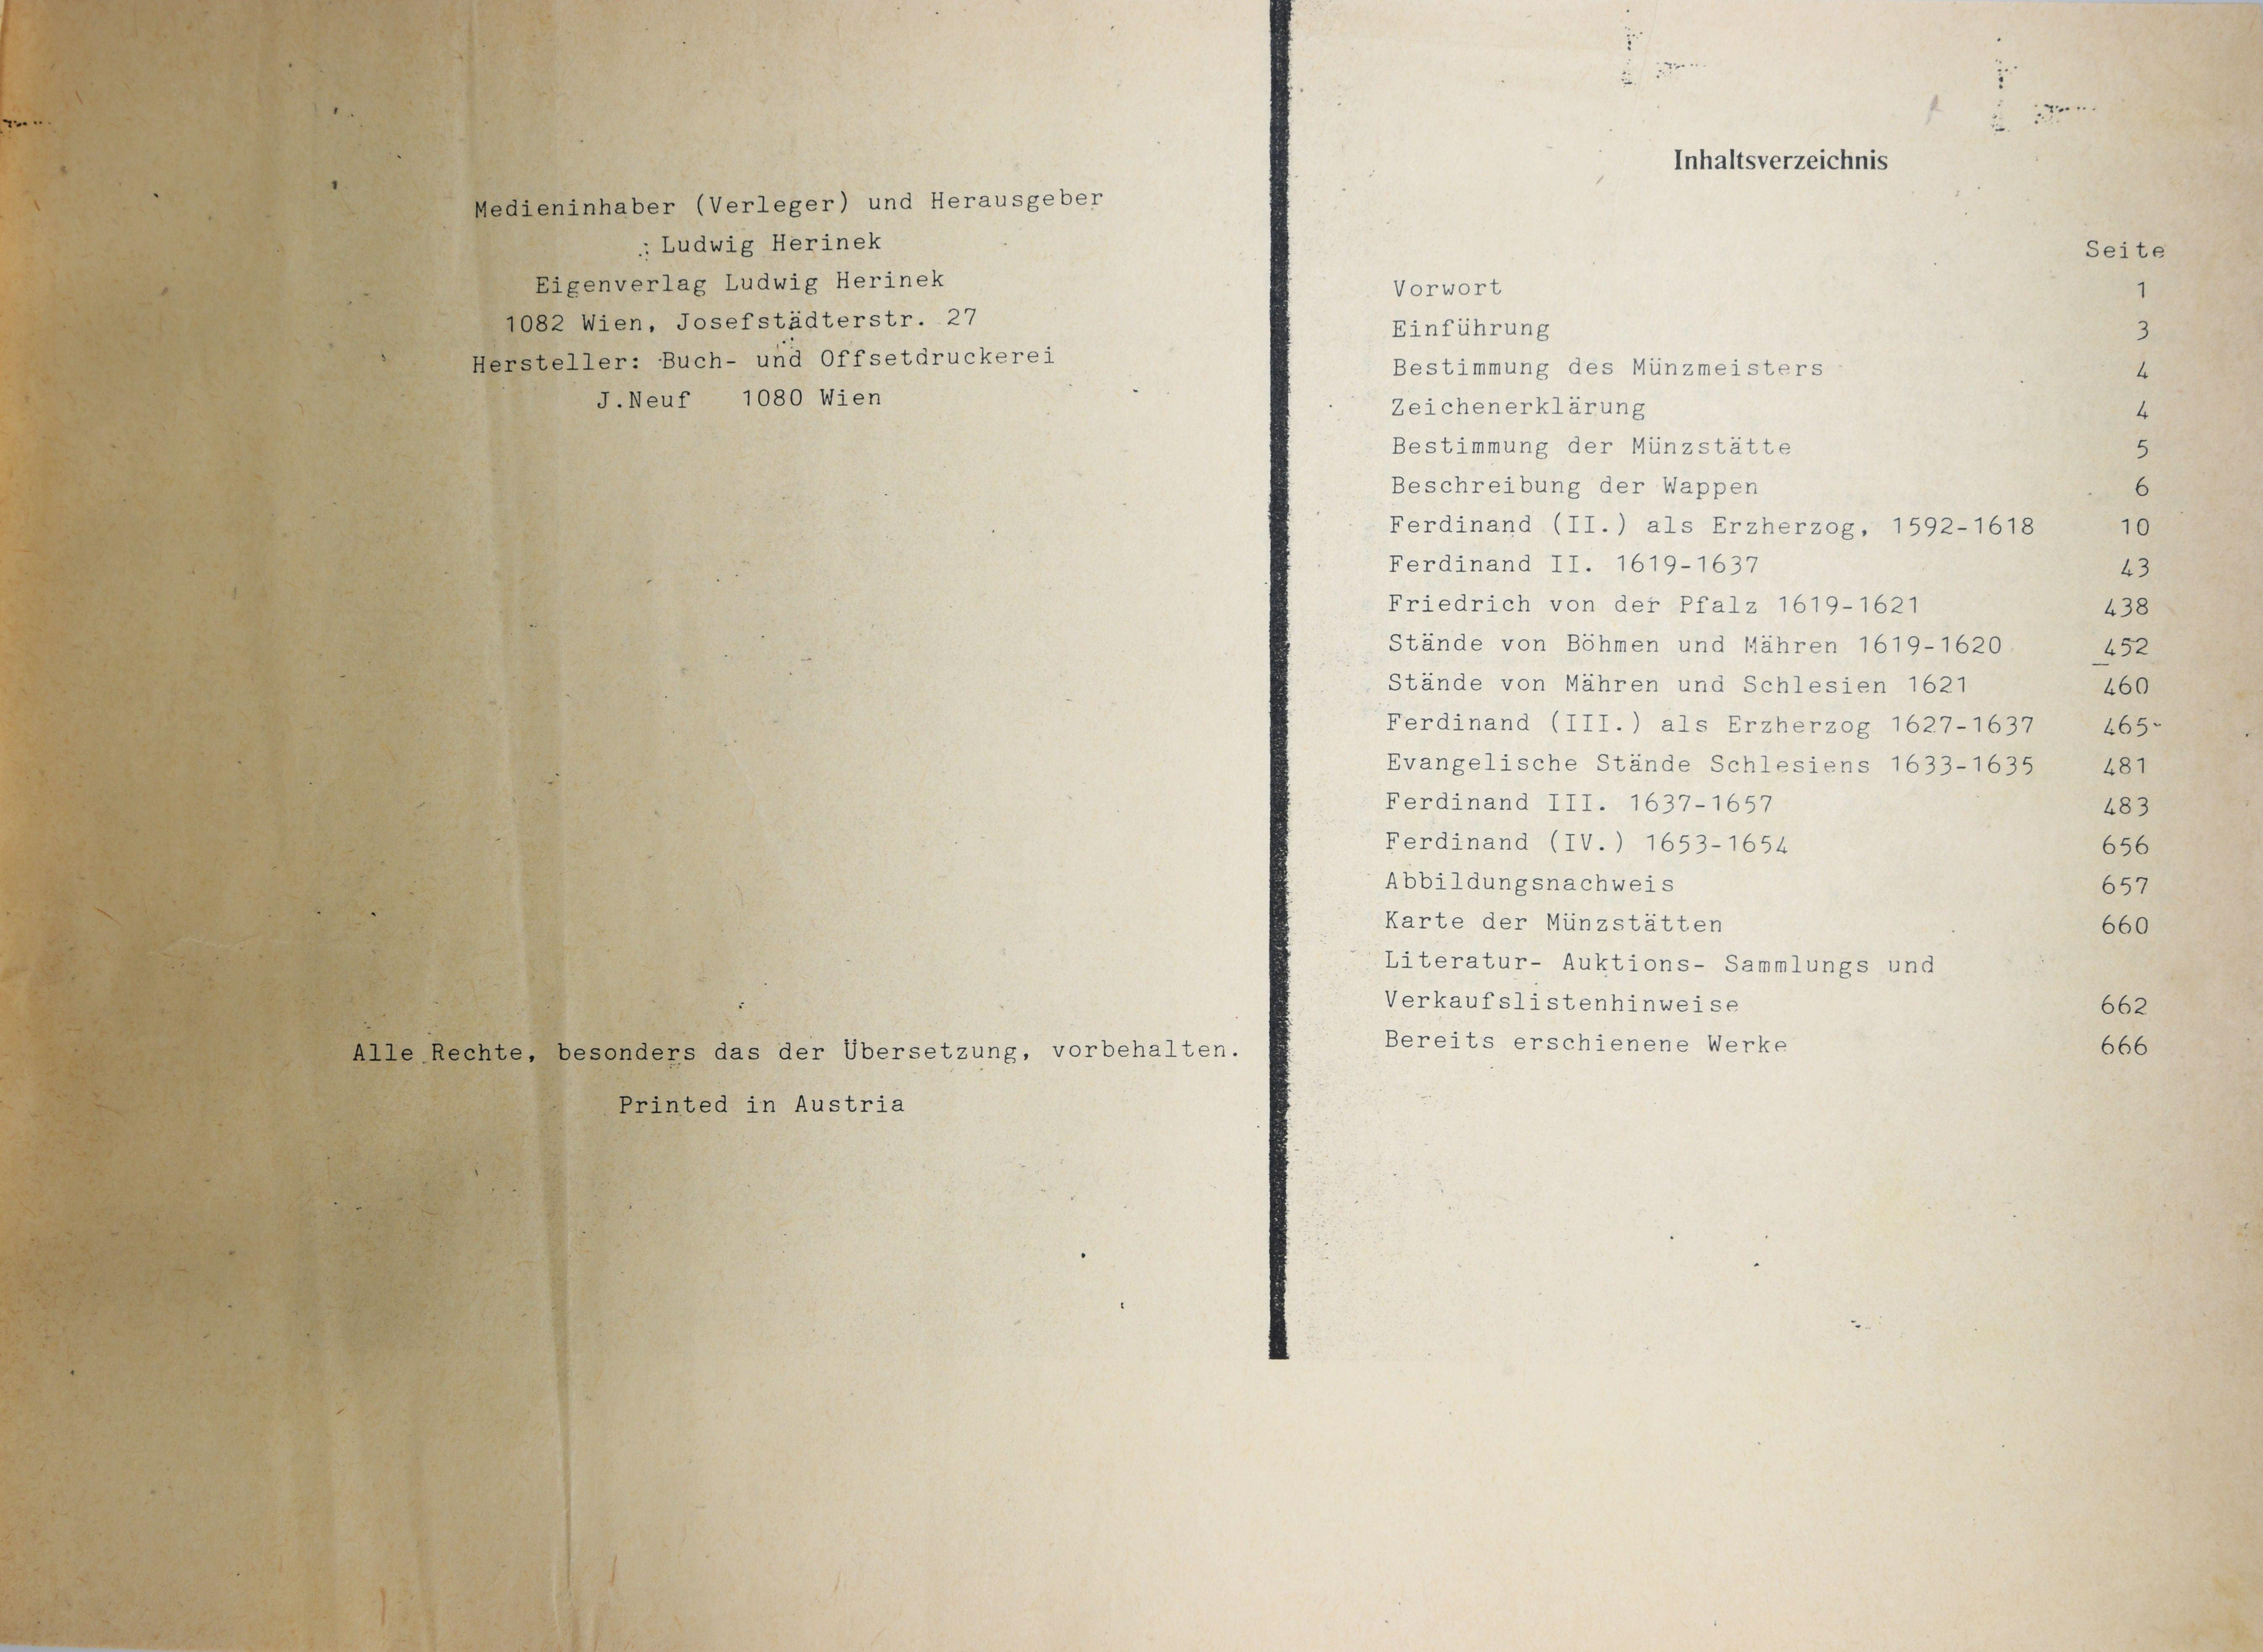 Medieninhaber (Verleger) und Herausgeber
Ludwig Herinek
Eigenverlag Ludwig Herinek
1082 Wien, Josefstädterstr. 27
Hersteller: Buch- und Offsetdruckerei
J.Neuf 1080 Wien
Alle Rechte, besonders das der Übersetzung, vorbehalten.
Printed in Austria
Inhaltsverzeichnis
Seite
Vorwort 1
Einführung 3
Bestimmung des Münzmeisters 4
Zeichenerklärung 4
Bestimmung der Münzstätte 5
Beschreibung der Wappen 6
Ferdinand (II.) als Erzherzog, 1592-1618 10
Ferdinand II. 1619-1637 43
Friedrich von der Pfalz 1619-1621 438
Stände von Böhmen und Mähren 1619-1620 452
Stände von Mähren und Schlesien 1621 460
Ferdinand (III.) als Erzherzog 1627-1637 465
Evangelische Stände Schlesiens 1633-1635 481
Ferdinand III. 1637-1657 483
Ferdinand (IV.) 1653-1654 656
Abbildungsnachweis 657
Karte der Münzstätten 660
Literatur- Auktions- Sammlungs und
Verkaufslistenhinweise 662
Bereits erschienene Werke 666